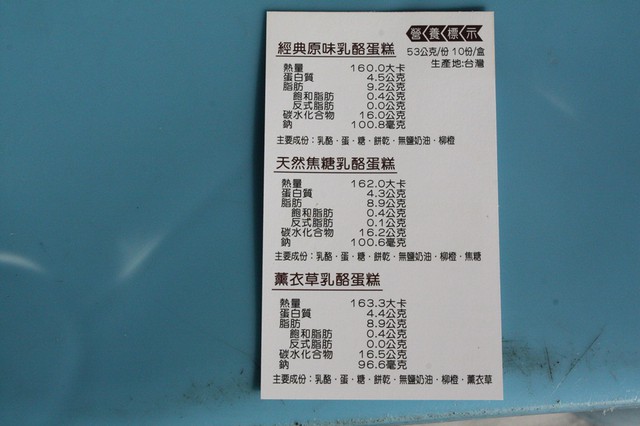 營養標示
經典原味乳酪蛋糕 53公克/份 10份/盒
生產地:台灣
熱量 160.0大卡
蛋白質 4.5公克
脂肪 9.2公克
飽和脂肪 0.4公克
反式脂肪 0.0公克
碳水化合物 16.0公克
鈉 100.8毫克
主要成份：乳酪．蛋．糖．餅乾．無鹽奶油．柳橙
天然焦糖乳酪蛋糕
熱量 162.0大卡
蛋白質 4.3公克
脂肪 8.9公克
飽和脂肪 0.4公克
反式脂肪 0.1公克
碳水化合物 16.2公克
鈉 100.6毫克
主要成份：乳酪．蛋．糖．餅乾．無鹽奶油．柳橙．焦糖
薰衣草乳酪蛋糕
熱量 163.3大卡
蛋白質 4.4公克
脂肪 8.9公克
飽和脂肪 0.4公克
反式脂肪 0.0公克
碳水化合物 16.5公克
鈉 96.6毫克
主要成份：乳酪．蛋．糖．餅乾．無鹽奶油．柳橙．薰衣草